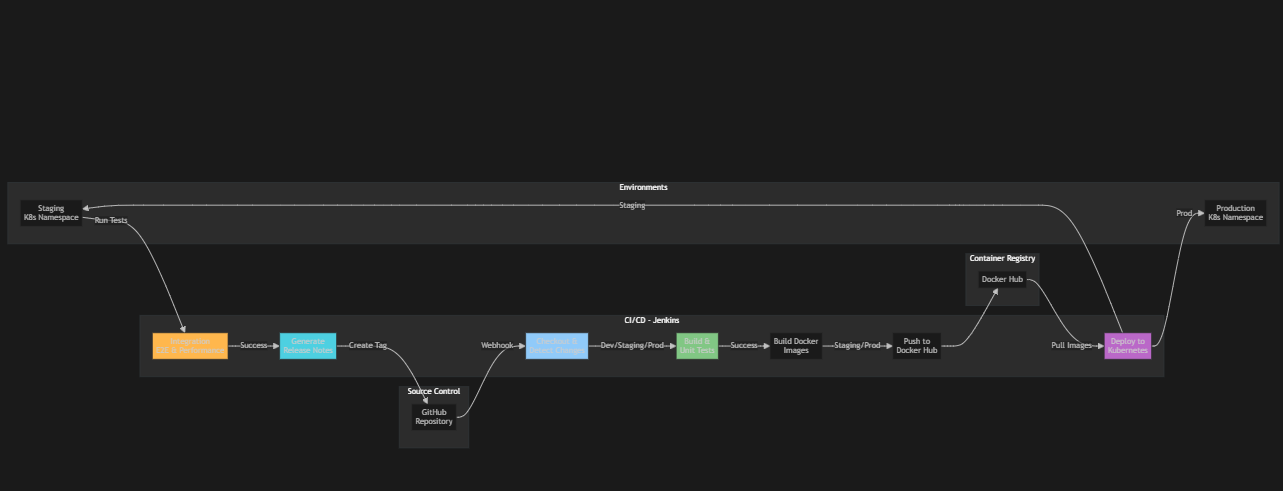 Environments
Staging
K8s Namespace
Run Tests
Staging
Prod
Production
K8s Namespace
Container Registry
Docker Hub
CI/CD - Jenkins
Integration
E2E & Performance
Success
Generate
Release Notes
Create Tag
Webhook
Checkout &
Detect Changes
Dev/Staging/Prod
Build &
Unit Tests
Success
Build Docker
Images
Staging/Prod
Push to
Docker Hub
Pull Images
Deploy to
Kubernetes
Source Control
GitHub
Repository